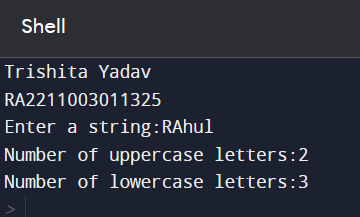 Shell
Trishita Yadav
RA2211003011325
Enter a string:RAhul
Number of uppercase letters:2
Number of lowercase letters:3
>